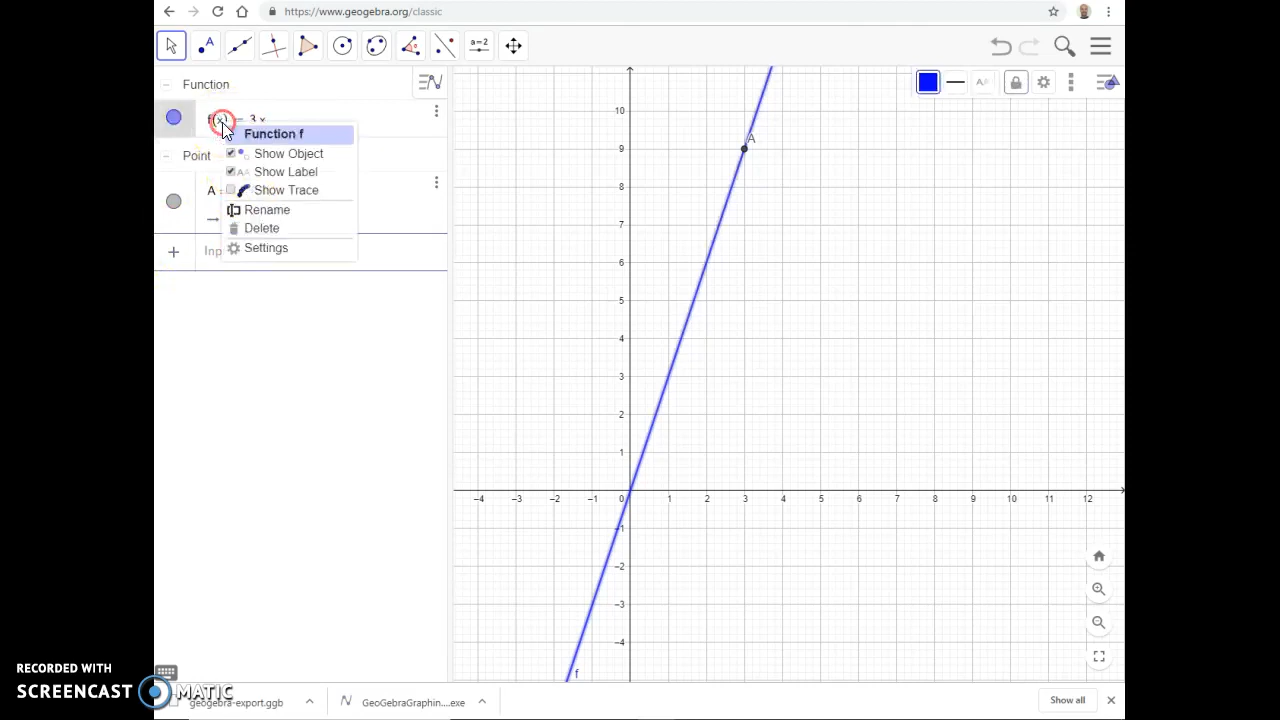 https://www.geogebra.org/classic
a=2
Function
f(x) = 3 x
Function f
Show Object
Show Label
Show Trace
Rename
Delete
Settings
Point
A
→
Inp
A
f
10
9
8
7
6
5
4
3
2
1
–4 –3 –2 –1 0 1 2 3 4 5 6 7 8 9 10 11 12
–1
–2
–3
–4
RECORDED WITH
SCREENCAST MATIC
geogebra-export.ggb
GeoGebraGraphin....exe
Show all